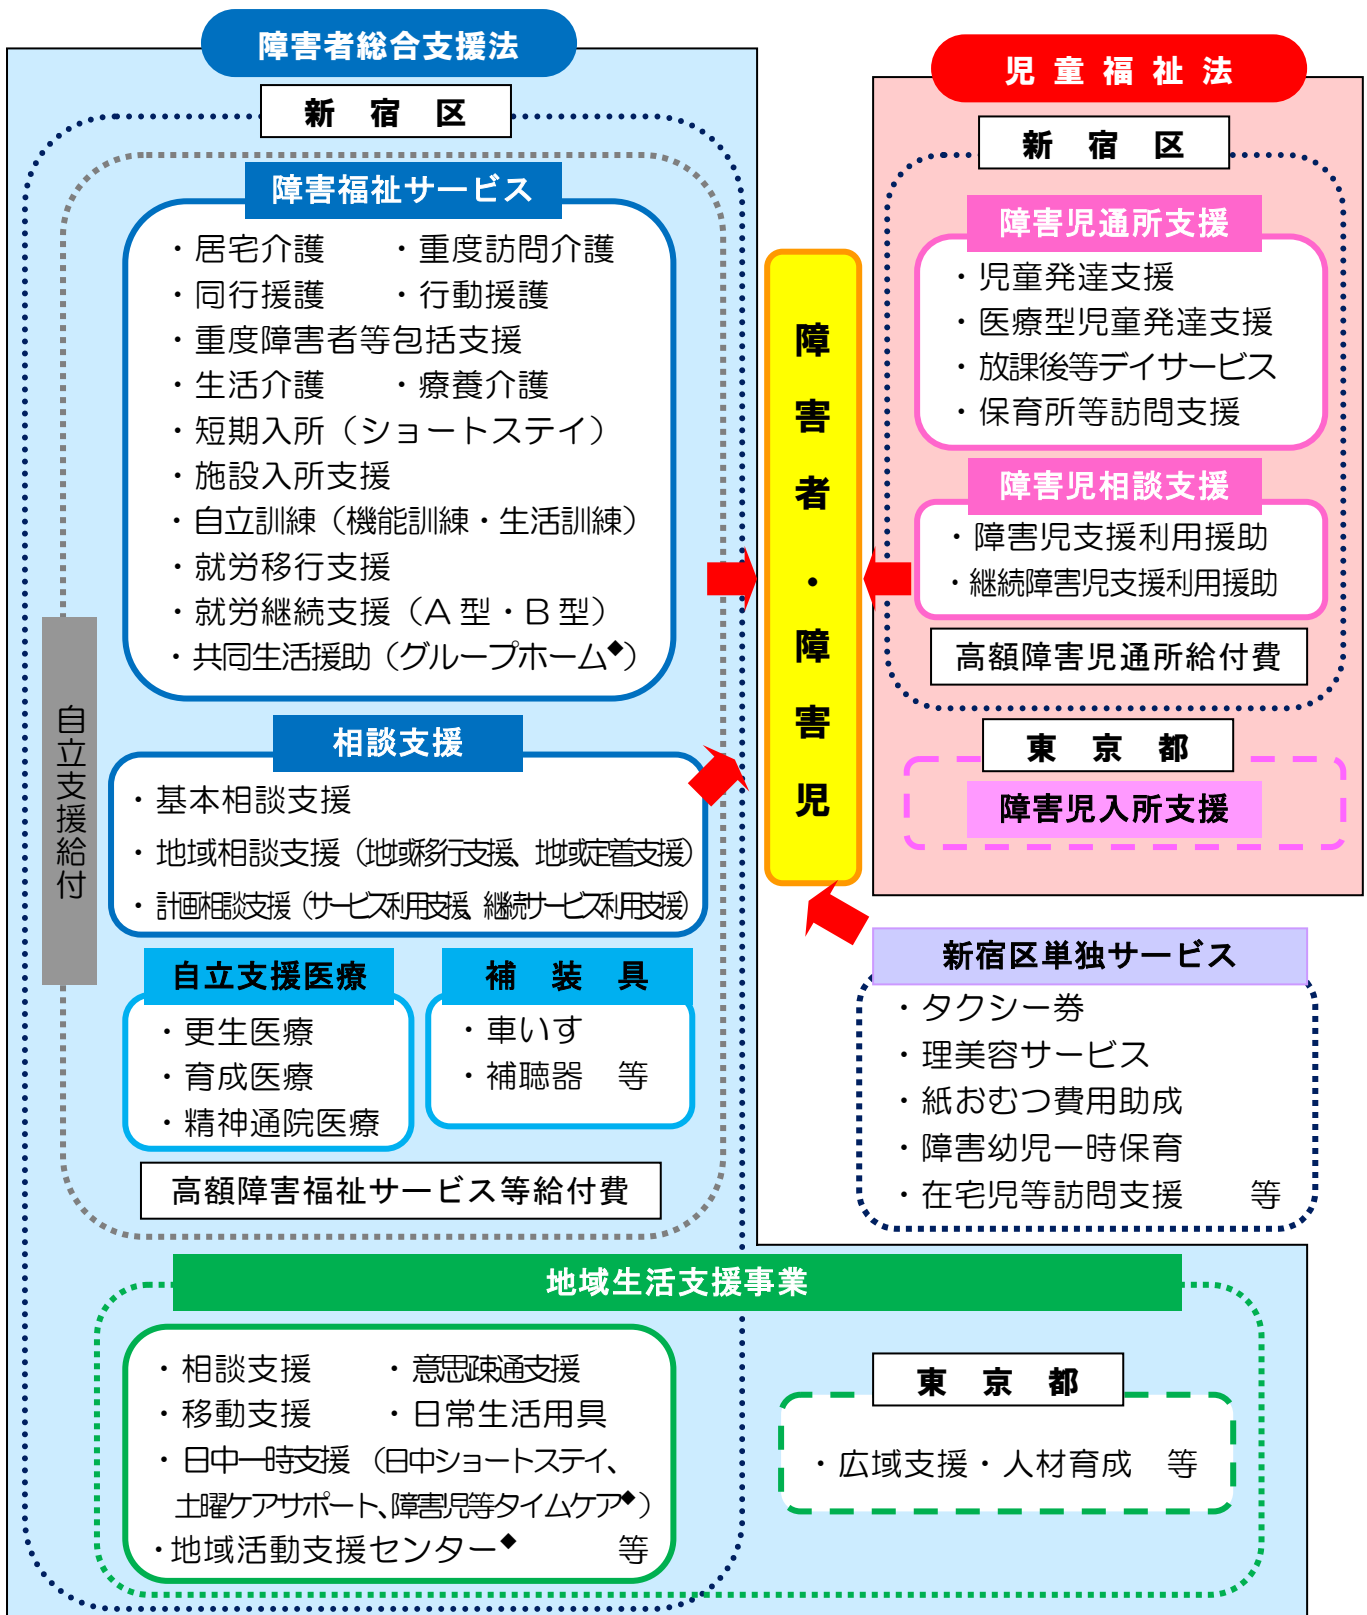 障害者総合支援法
新宿区
障害福祉サービス
・居宅介護　・重度訪問介護
・同行援護　・行動援護
・重度障害者等包括支援
・生活介護　・療養介護
・短期入所（ショートステイ）
・施設入所支援
・自立訓練（機能訓練・生活訓練）
・就労移行支援
・就労継続支援（A型・B型）
・共同生活援助（グループホーム◆）
自立支援給付
相談支援
・基本相談支援
・地域相談支援（地域移行支援、地域定着支援）
・計画相談支援（サービス利用支援、継続サービス利用支援）
自立支援医療
・更生医療
・育成医療
・精神通院医療
補装具
・車いす
・補聴器　等
高額障害福祉サービス等給付費
障害者・障害児
児童福祉法
新宿区
障害児通所支援
・児童発達支援
・医療型児童発達支援
・放課後等デイサービス
・保育所等訪問支援
障害児相談支援
・障害児支援利用援助
・継続障害児支援利用援助
高額障害児通所給付費
東京都
障害児入所支援
新宿区単独サービス
・タクシー券
・理美容サービス
・紙おむつ費用助成
・障害幼児一時保育
・在宅児等訪問支援　等
地域生活支援事業
・相談支援　・意思疎通支援
・移動支援　・日常生活用具
・日中一時支援（日中ショートステイ、
土曜ケアサポート、障害児等タイムケア◆）
・地域活動支援センター◆　等
東京都
・広域支援・人材育成　等